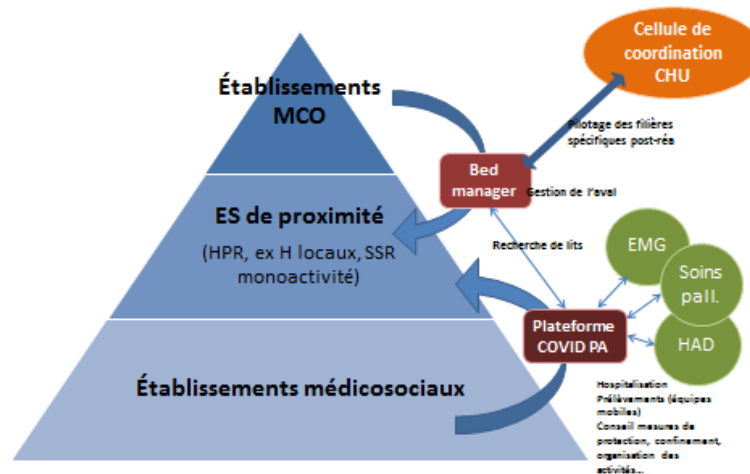 Cellule de
coordination
CHU
Établissements
MCO
Pilotage des filières
spécifiques post-réa
Bed
manager
Gestion de l'aval
ES de proximité
(HPR, ex H locaux, SSR
monoactivité)
Recherche de lits
EMG
Soins
pall.
HAD
Plateforme
COVID PA
Établissements médicosociaux
Hospitalisation
Prélèvements (équipes
mobiles)
Conseil mesures de
protection, confinement,
organisation des
activités...